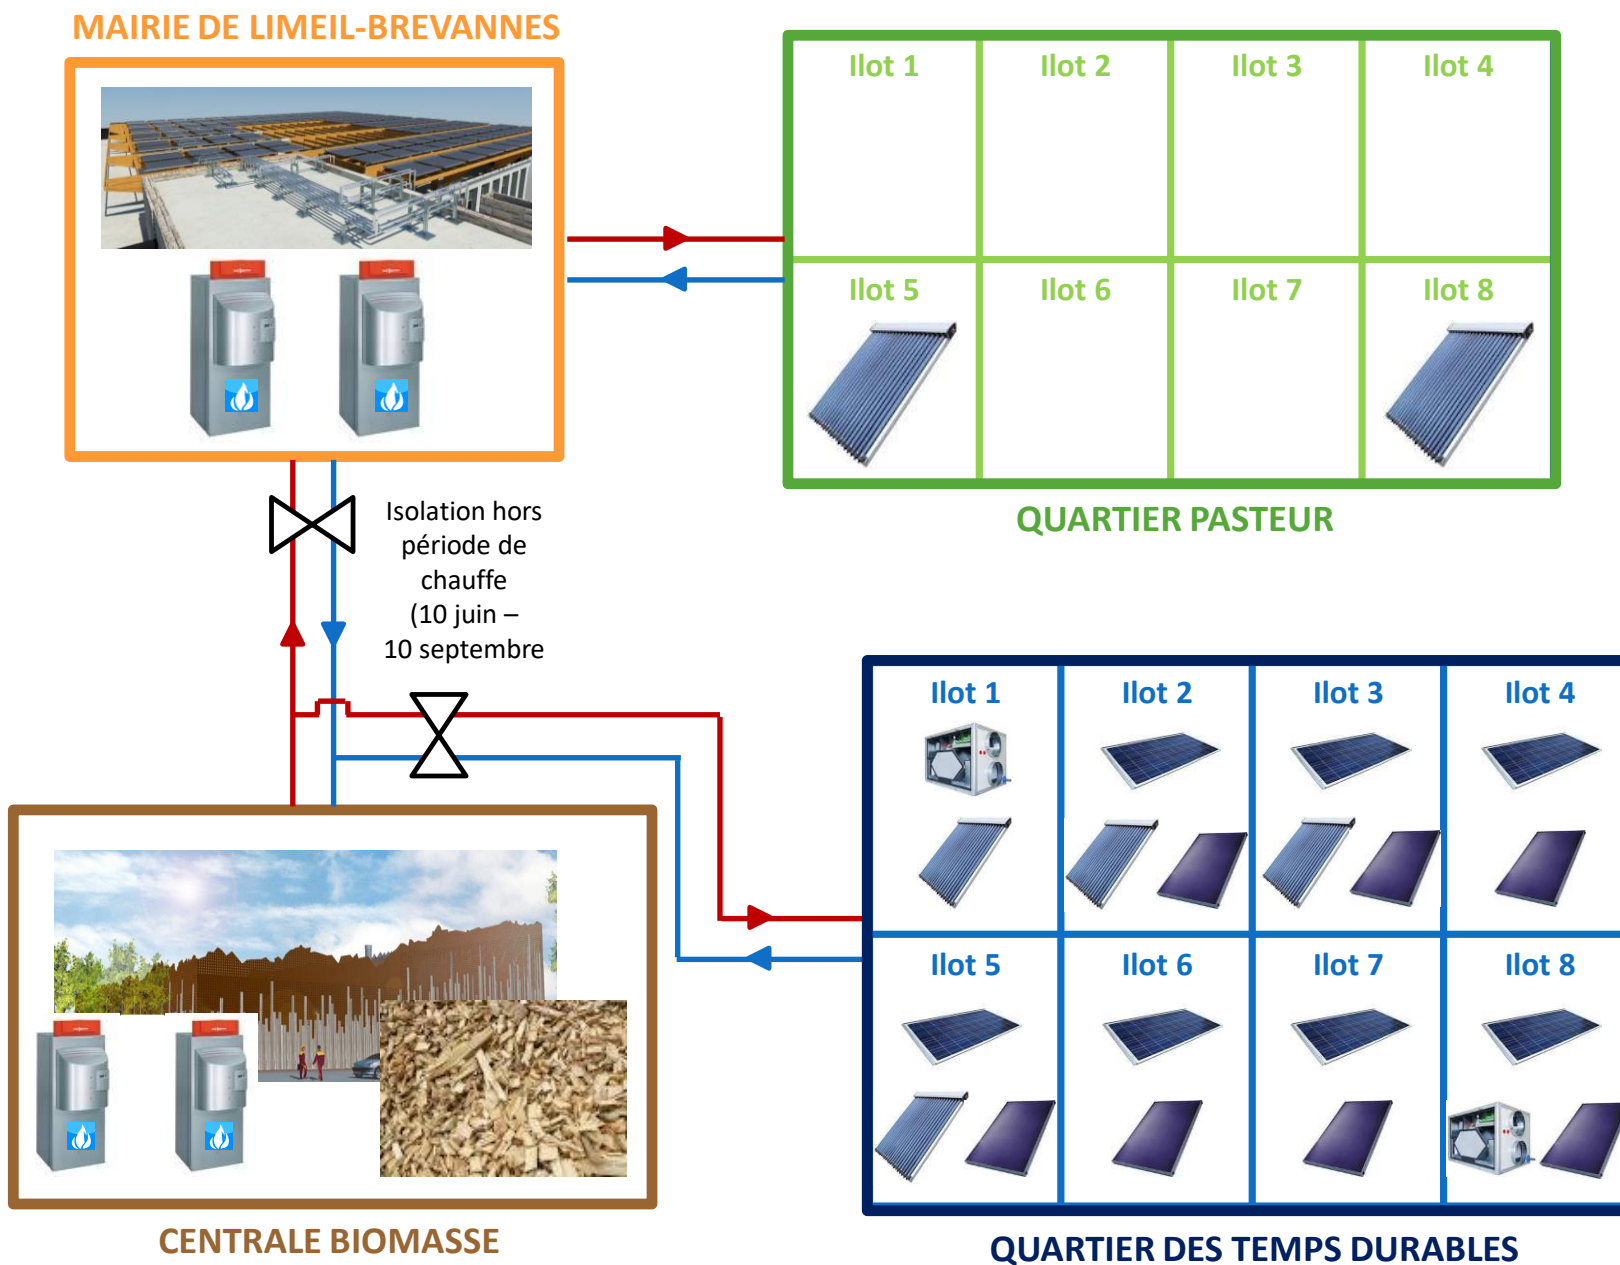 MAIRIE DE LIMEIL-BREVANNES
Ilot 1
Ilot 2
Ilot 3
Ilot 4
Ilot 5
Ilot 6
Ilot 7
Ilot 8
QUARTIER PASTEUR
Isolation hors
période de
chauffe
(10 juin –
10 septembre
Ilot 1
Ilot 2
Ilot 3
Ilot 4
Ilot 5
Ilot 6
Ilot 7
Ilot 8
CENTRALE BIOMASSE
QUARTIER DES TEMPS DURABLES